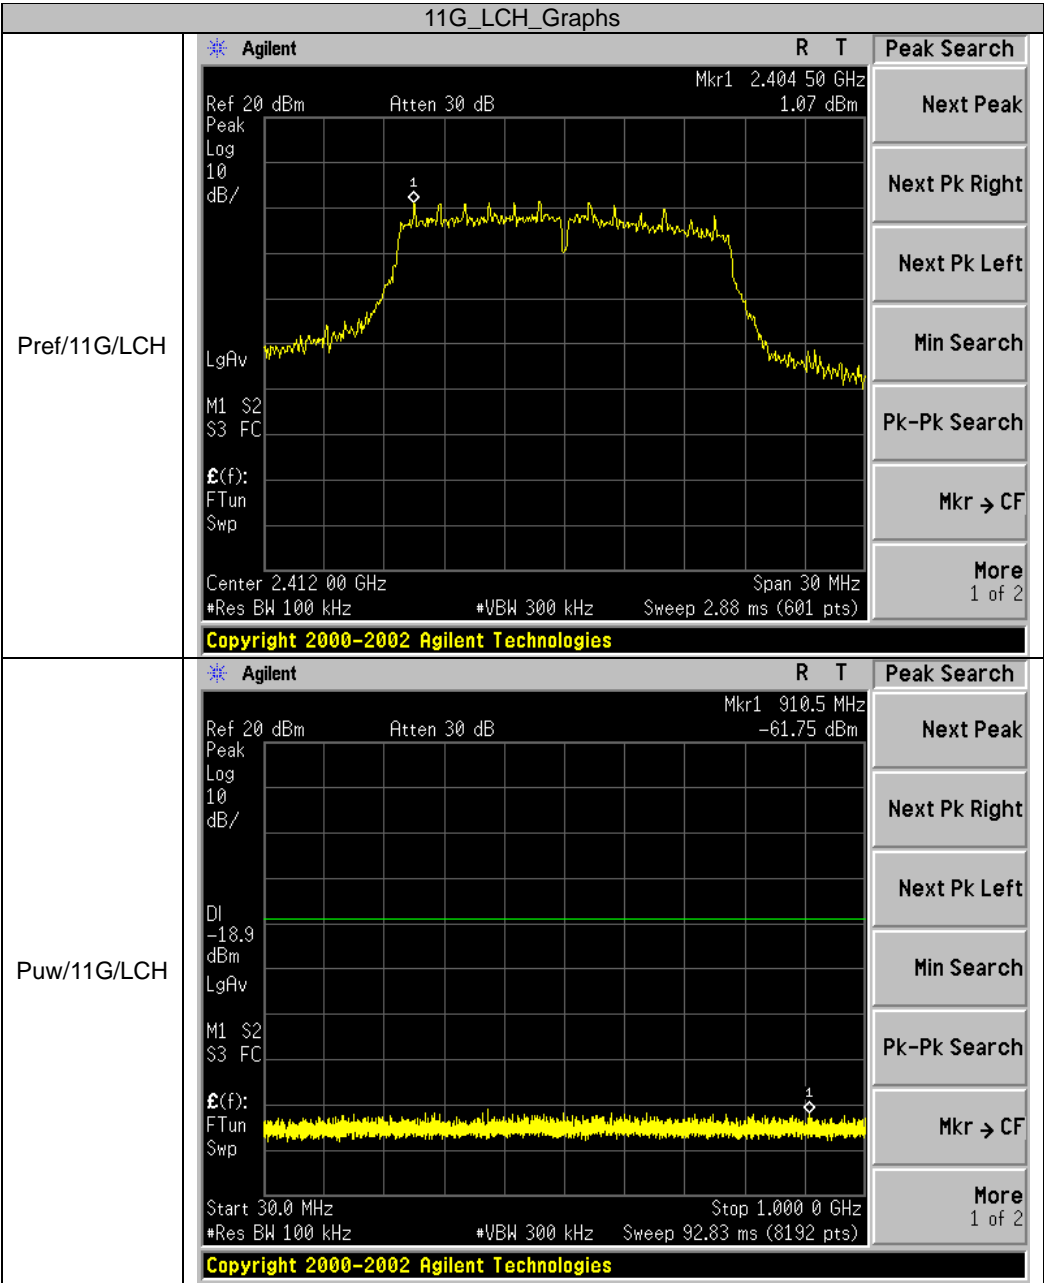 11G_LCH_Graphs
Pref/11G/LCH
Agilent R T Peak Search
Mkr1 2.404 50 GHz
Ref 20 dBm Atten 30 dB 1.07 dBm
Peak
Log
10
dB/
1
LgAv
M1 S2
S3 FC
£(f):
FTun
Swp
Center 2.412 00 GHz Span 30 MHz
#Res BW 100 kHz #VBW 300 kHz Sweep 2.88 ms (601 pts)
Copyright 2000-2002 Agilent Technologies
Next Peak
Next Pk Right
Next Pk Left
Min Search
Pk-Pk Search
Mkr → CF
More
1 of 2
Puw/11G/LCH
Agilent R T Peak Search
Mkr1 910.5 MHz
Ref 20 dBm Atten 30 dB -61.75 dBm
Peak
Log
10
dB/
DI
-18.9
dBm
LgAv
M1 S2
S3 FC
1
£(f):
FTun
Swp
Start 30.0 MHz Stop 1.000 0 GHz
#Res BW 100 kHz #VBW 300 kHz Sweep 92.83 ms (8192 pts)
Copyright 2000-2002 Agilent Technologies
Next Peak
Next Pk Right
Next Pk Left
Min Search
Pk-Pk Search
Mkr → CF
More
1 of 2